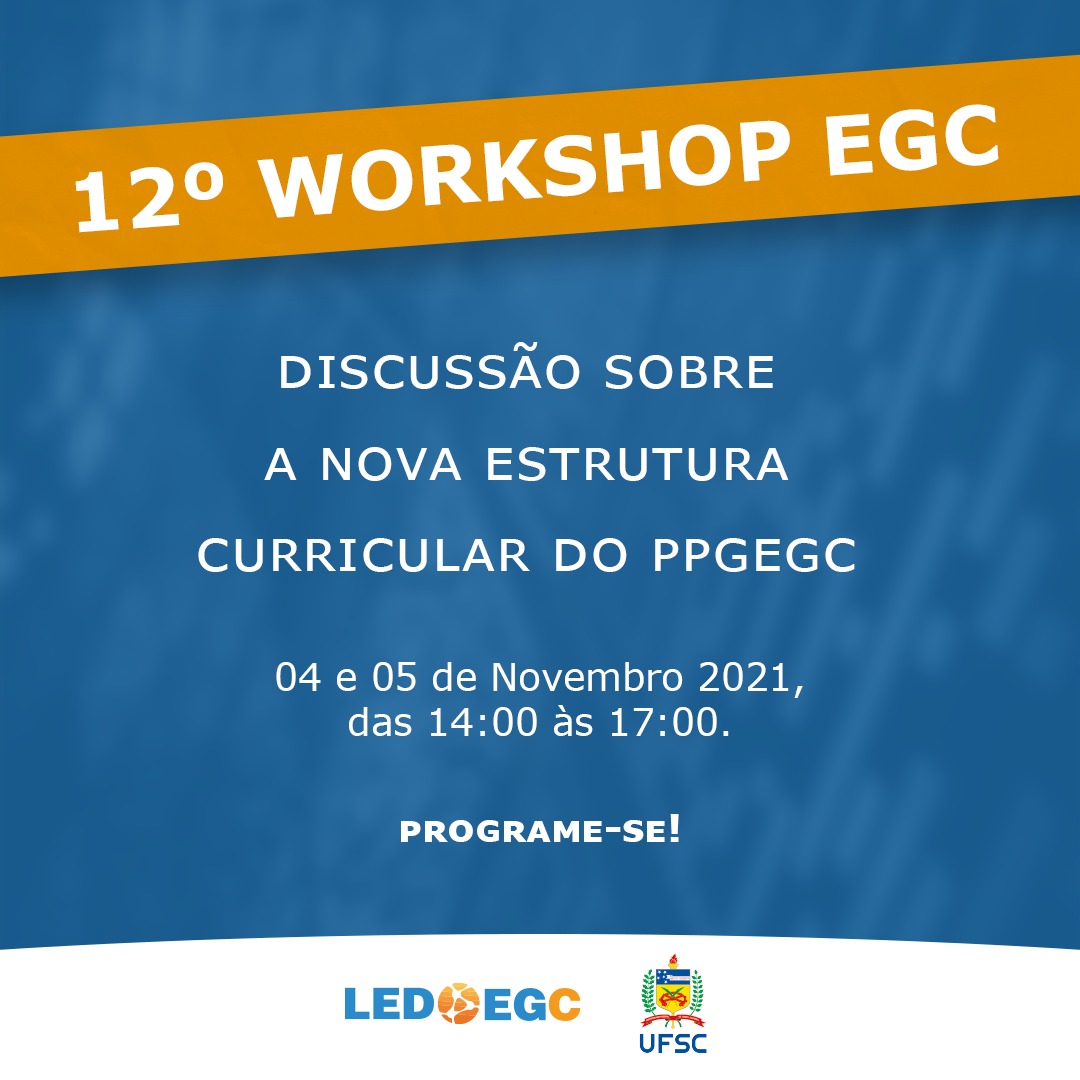 12º WORKSHOP EGC
DISCUSSÃO SOBRE
A NOVA ESTRUTURA
CURRICULAR DO PPGEGC
04 e 05 de Novembro 2021,
das 14:00 às 17:00.
PROGRAME-SE!
LED EGC
UFSC